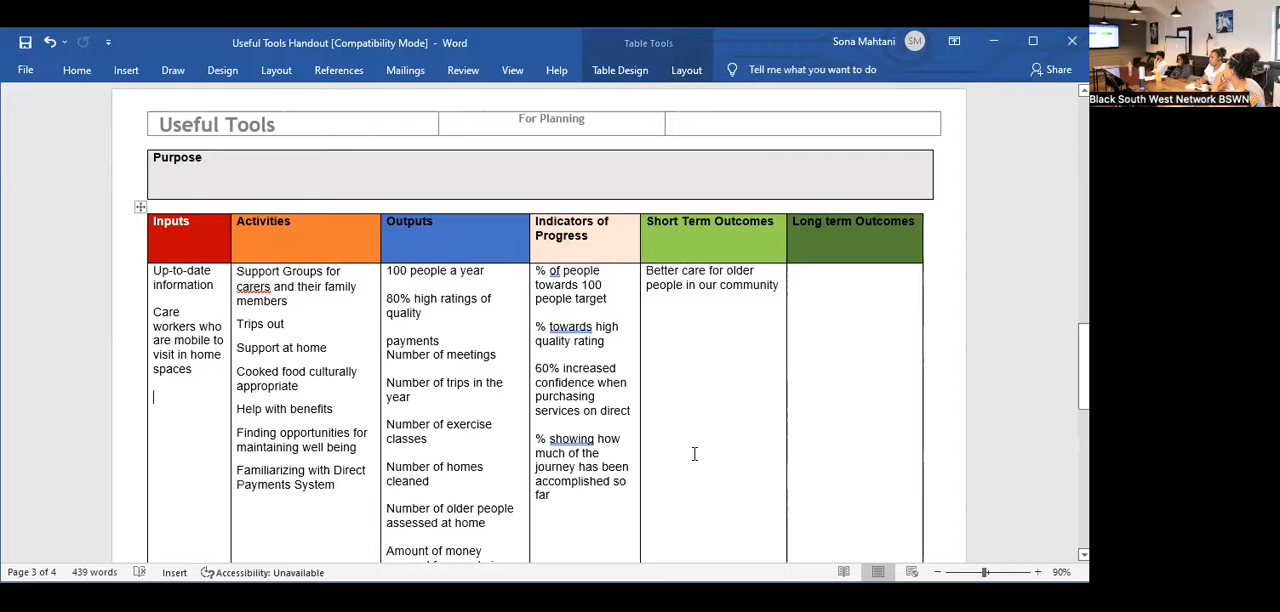 Useful Tools Handout [Compatibility Mode] - Word
Table Tools
Sona Mahtani
SM
File
Home
Insert
Draw
Design
Layout
References
Mailings
Review
View
Help
Table Design
Layout
Tell me what you want to do
Share
Black South West Network BSWN
Useful Tools
For Planning
Purpose
Inputs
Activities
Outputs
Indicators of
Progress
Short Term Outcomes
Long term Outcomes
Up-to-date
information
Care
workers who
are mobile to
visit in home
spaces
Support Groups for
carers and their family
members
Trips out
Support at home
Cooked food culturally
appropriate
Help with benefits
Finding opportunities for
maintaining well being
Familiarizing with Direct
Payments System
100 people a year
80% high ratings of
quality
payments
Number of meetings
Number of trips in the
year
Number of exercise
classes
Number of homes
cleaned
Number of older people
assessed at home
Amount of money
% of people
towards 100
people target
% towards high
quality rating
60% increased
confidence when
purchasing
services on direct
% showing how
much of the
journey has been
accomplished so
far
Better care for older
people in our community
Page 3 of 4
439 words
Insert
Accessibility: Unavailable
90%